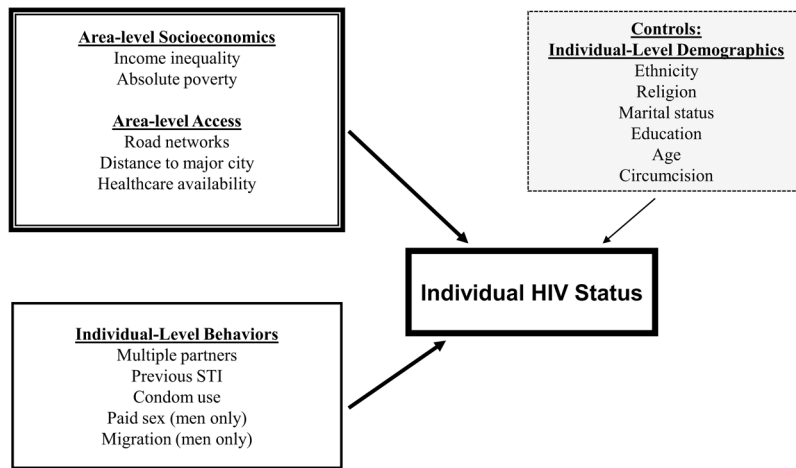 Area-level Socioeconomics
Income inequality
Absolute poverty
Area-level Access
Road networks
Distance to major city
Healthcare availability
Controls:
Individual-Level Demographics
Ethnicity
Religion
Marital status
Education
Age
Circumcision
Individual HIV Status
Individual-Level Behaviors
Multiple partners
Previous STI
Condom use
Paid sex (men only)
Migration (men only)